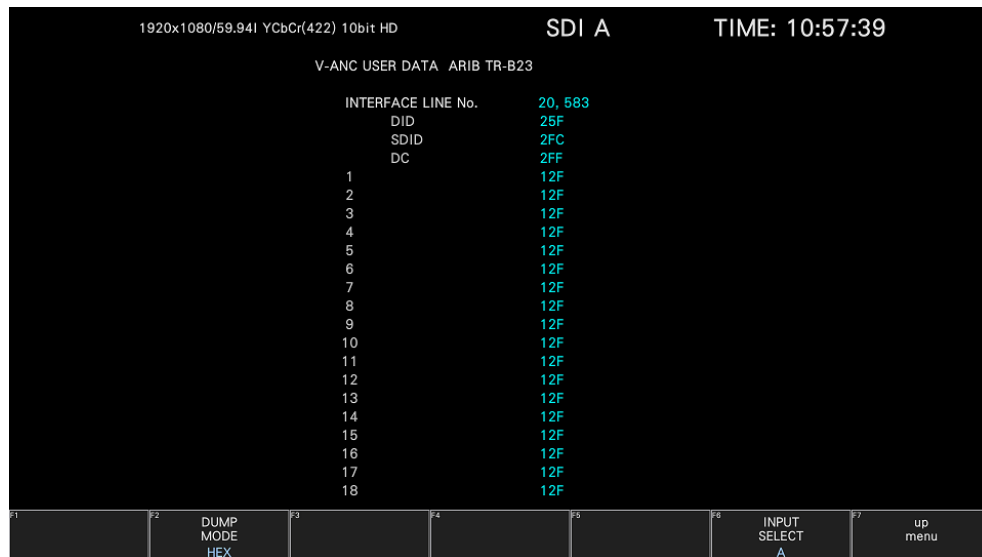 1920x1080/59.94I YCbCr(422) 10bit HD SDI A TIME: 10:57:39
V-ANC USER DATA ARIB TR-B23
INTERFACE LINE No. 20, 583
DID 25F
SDID 2FC
DC 2FF
1 12F
2 12F
3 12F
4 12F
5 12F
6 12F
7 12F
8 12F
9 12F
10 12F
11 12F
12 12F
13 12F
14 12F
15 12F
16 12F
17 12F
18 12F
F1
F2 DUMP
MODE
HEX
F3
F4
F5
F6 INPUT
SELECT
A
F7 up
menu